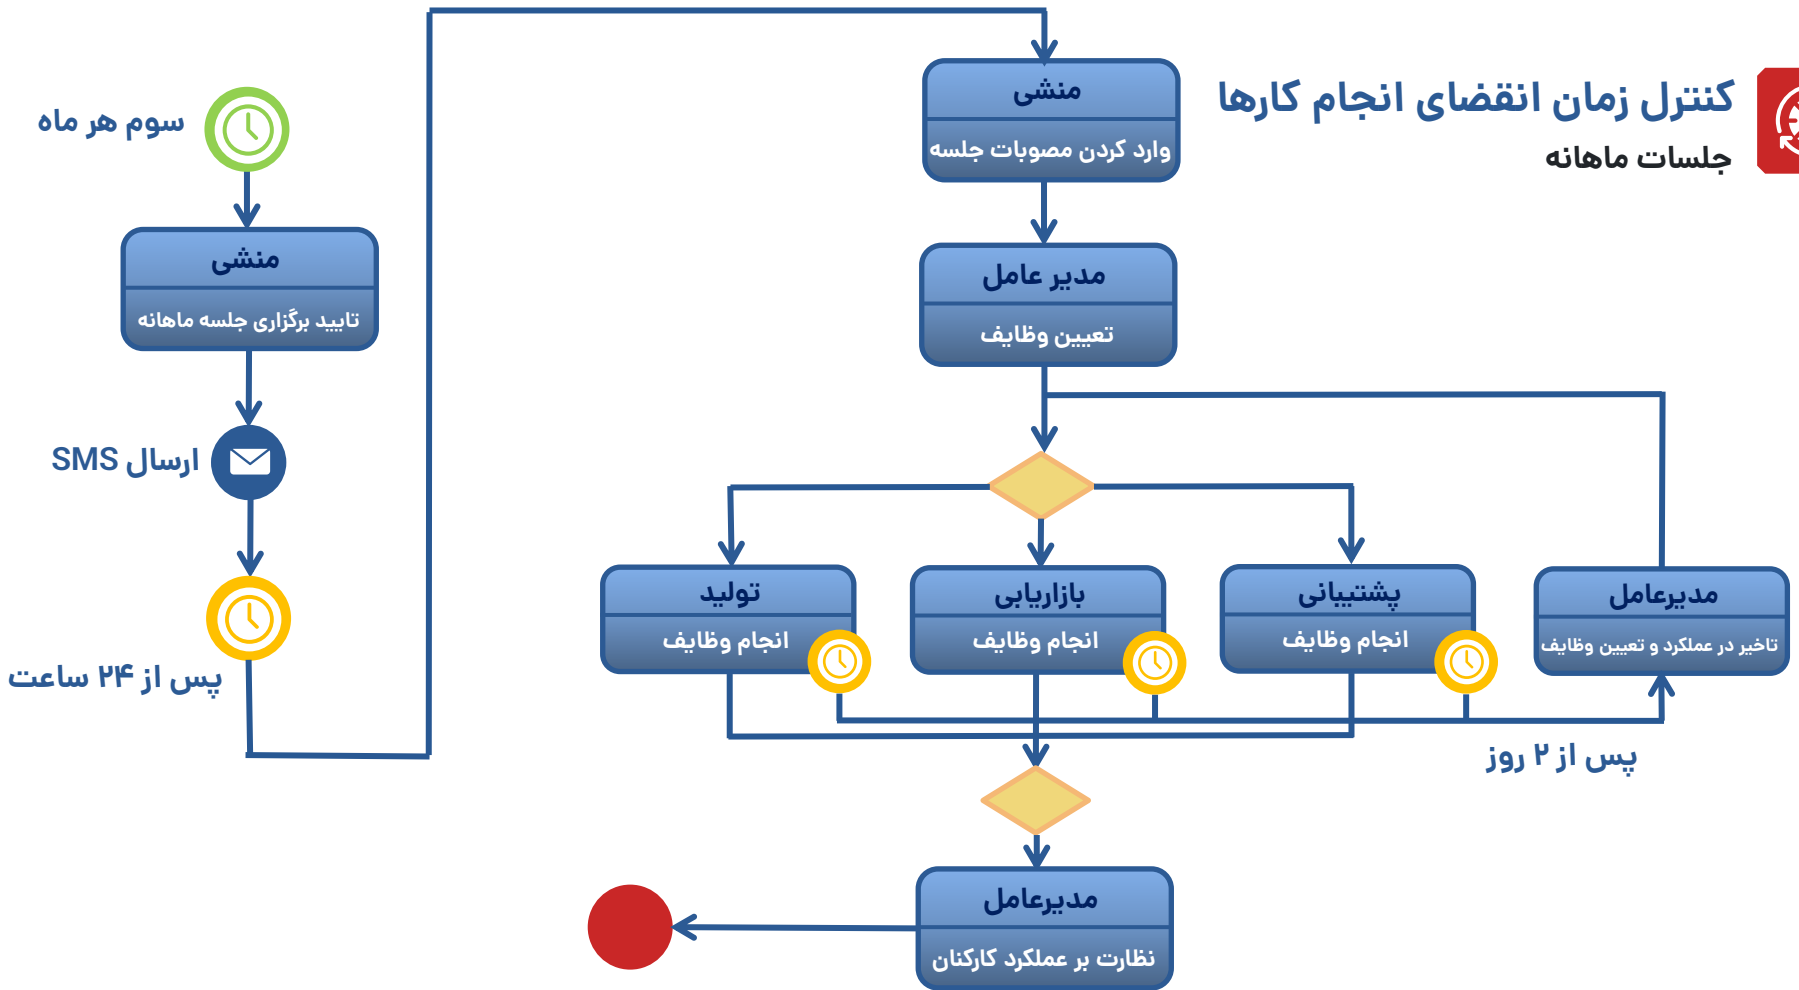 کنترل زمان انقضای انجام کارها
جلسات ماهانه
سوم هر ماه
منشی
تایید برگزاری جلسه ماهانه
ارسال SMS
پس از ۲۴ ساعت
منشی
وارد کردن مصوبات جلسه
مدیر عامل
تعیین وظایف
تولید
انجام وظایف
بازاریابی
انجام وظایف
پشتیبانی
انجام وظایف
مدیرعامل
تاخیر در عملکرد و تعیین وظایف
پس از ۲ روز
مدیرعامل
نظارت بر عملکرد کارکنان